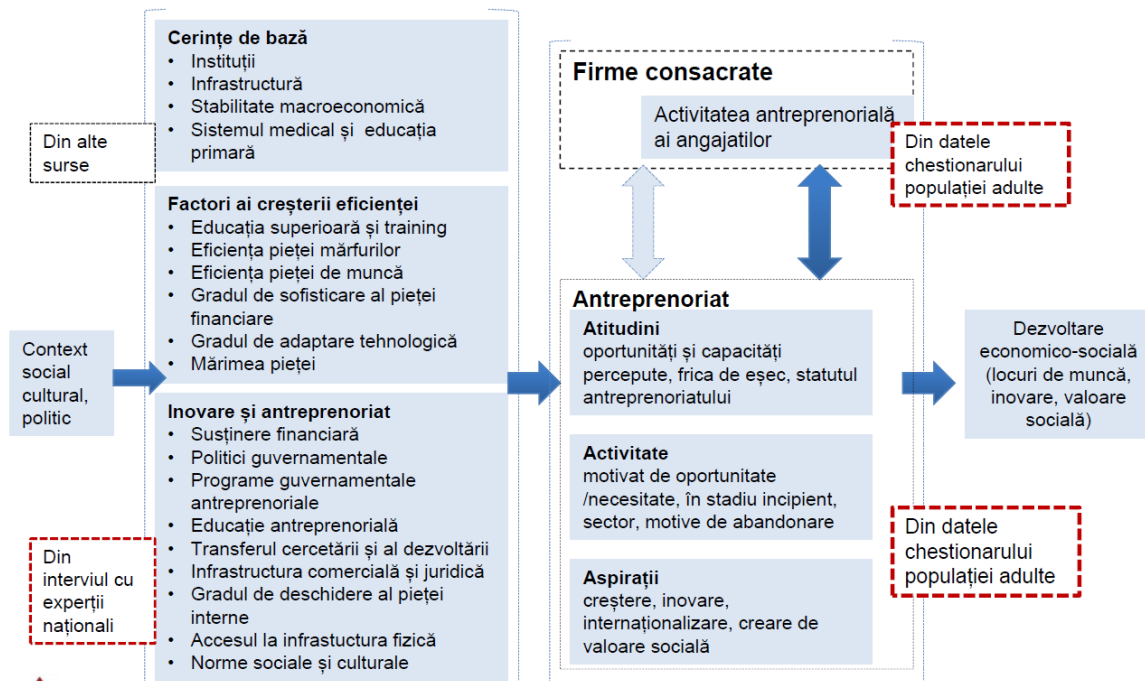 Context
social
cultural,
politic
Din alte
surse
Din
interviul cu
experții
naționali
Cerințe de bază
• Instituții
• Infrastructură
• Stabilitate macroeconomică
• Sistemul medical și educația
primară
Factori ai creșterii eficienței
• Educația superioară și training
• Eficiența pieței mărfurilor
• Eficiența pieței de muncă
• Gradul de sofisticare al pieței
financiare
• Gradul de adaptare tehnologică
• Mărimea pieței
Inovare și antreprenoriat
• Susținere financiară
• Politici guvernamentale
• Programe guvernamentale
antreprenoriale
• Educație antreprenorială
• Transferul cercetării și al dezvoltării
• Infrastructura comercială și juridică
• Gradul de deschidere al pieței
interne
• Accesul la infrastuctura fizică
• Norme sociale și culturale
Firme consacrate
Activitatea antreprenorială
ai angajatilor
Din datele
chestionarului
populației adulte
Antreprenoriat
Atitudini
oportunități și capacități
percepute, frica de eșec, statutul
antreprenoriatului
Activitate
motivat de oportunitate
/necesitate, în stadiu incipient,
sector, motive de abandonare
Aspirații
creștere, inovare,
internaționalizare, creare de
valoare socială
Din datele
chestionarului
populației adulte
Dezvoltare
economico-socială
(locuri de muncă,
inovare, valoare
socială)